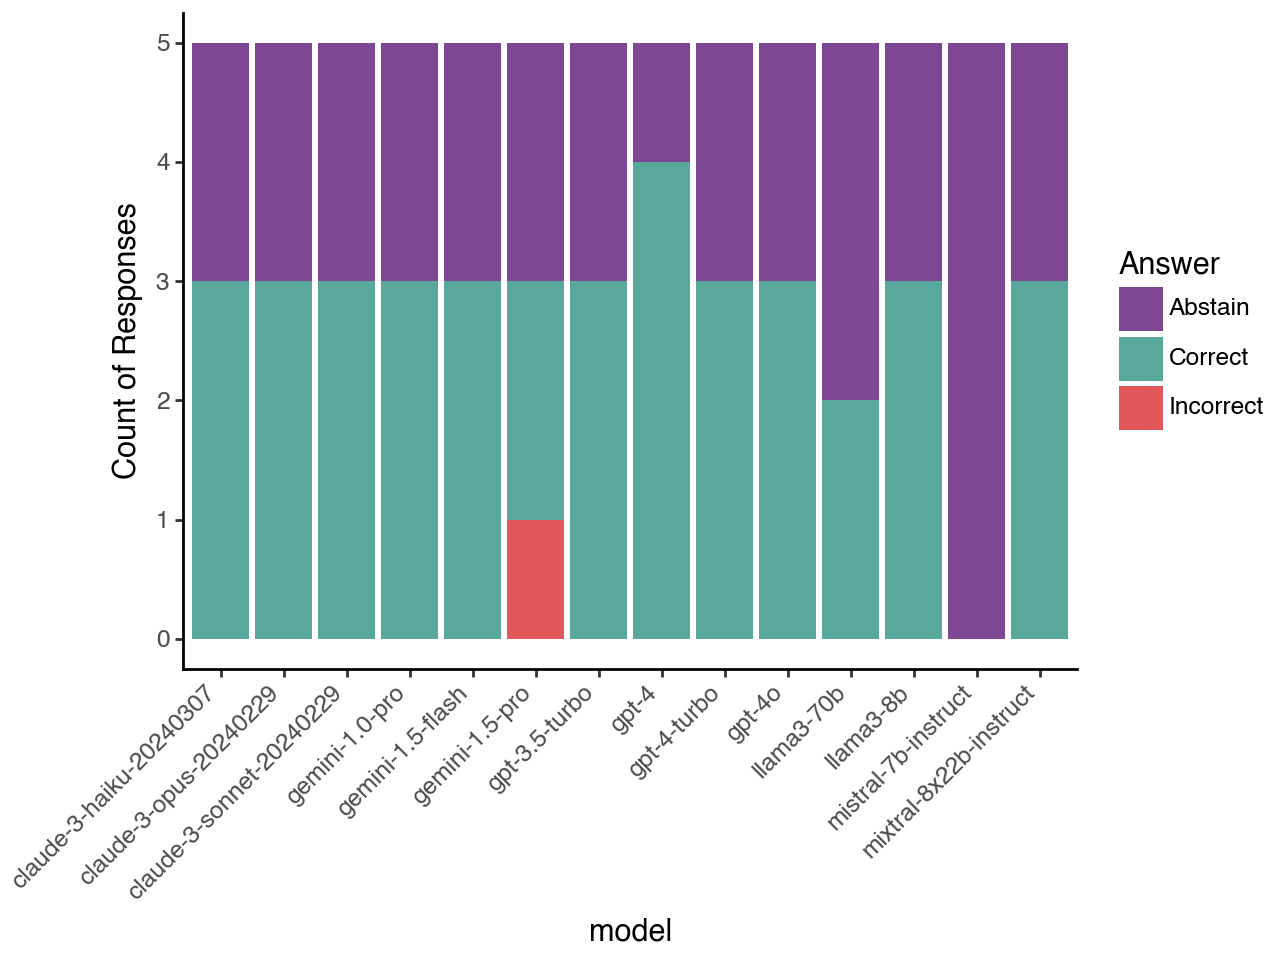 5
4
3
2
1
0
Count of Responses
claude-3-haiku-20240307
claude-3-opus-20240229
claude-3-sonnet-20240229
gemini-1.0-pro
gemini-1.5-flash
gemini-1.5-pro
gpt-3.5-turbo
gpt-4
gpt-4-turbo
gpt-4o
llama3-70b
llama3-8b
mistral-7b-instruct
mixtral-8x22b-instruct
model
Answer
Abstain
Correct
Incorrect